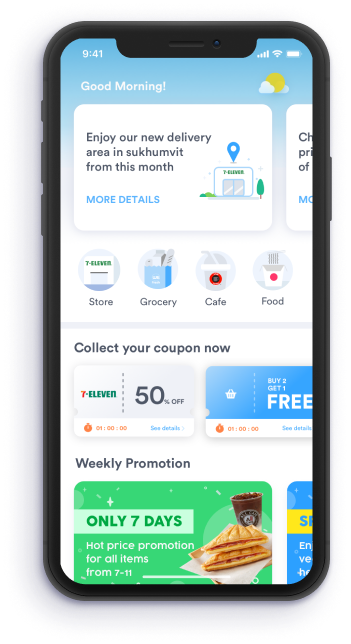 9:41
Good Morning!
Enjoy our new delivery
area in sukhumvit
from this month
MORE DETAILS
7-ELEVEN
Ch
pri
of
MO
7-ELEVEN
Store
Grocery
Cafe
Food
Collect your coupon now
7-ELEVEN
50% OFF
01 : 00 : 00
See details
BUY 2
GET 1
FREE
01 : 00 : 00
See details
Weekly Promotion
ONLY 7 DAYS
Hot price promotion
for all items
from 7-11
SP
En
ve
he